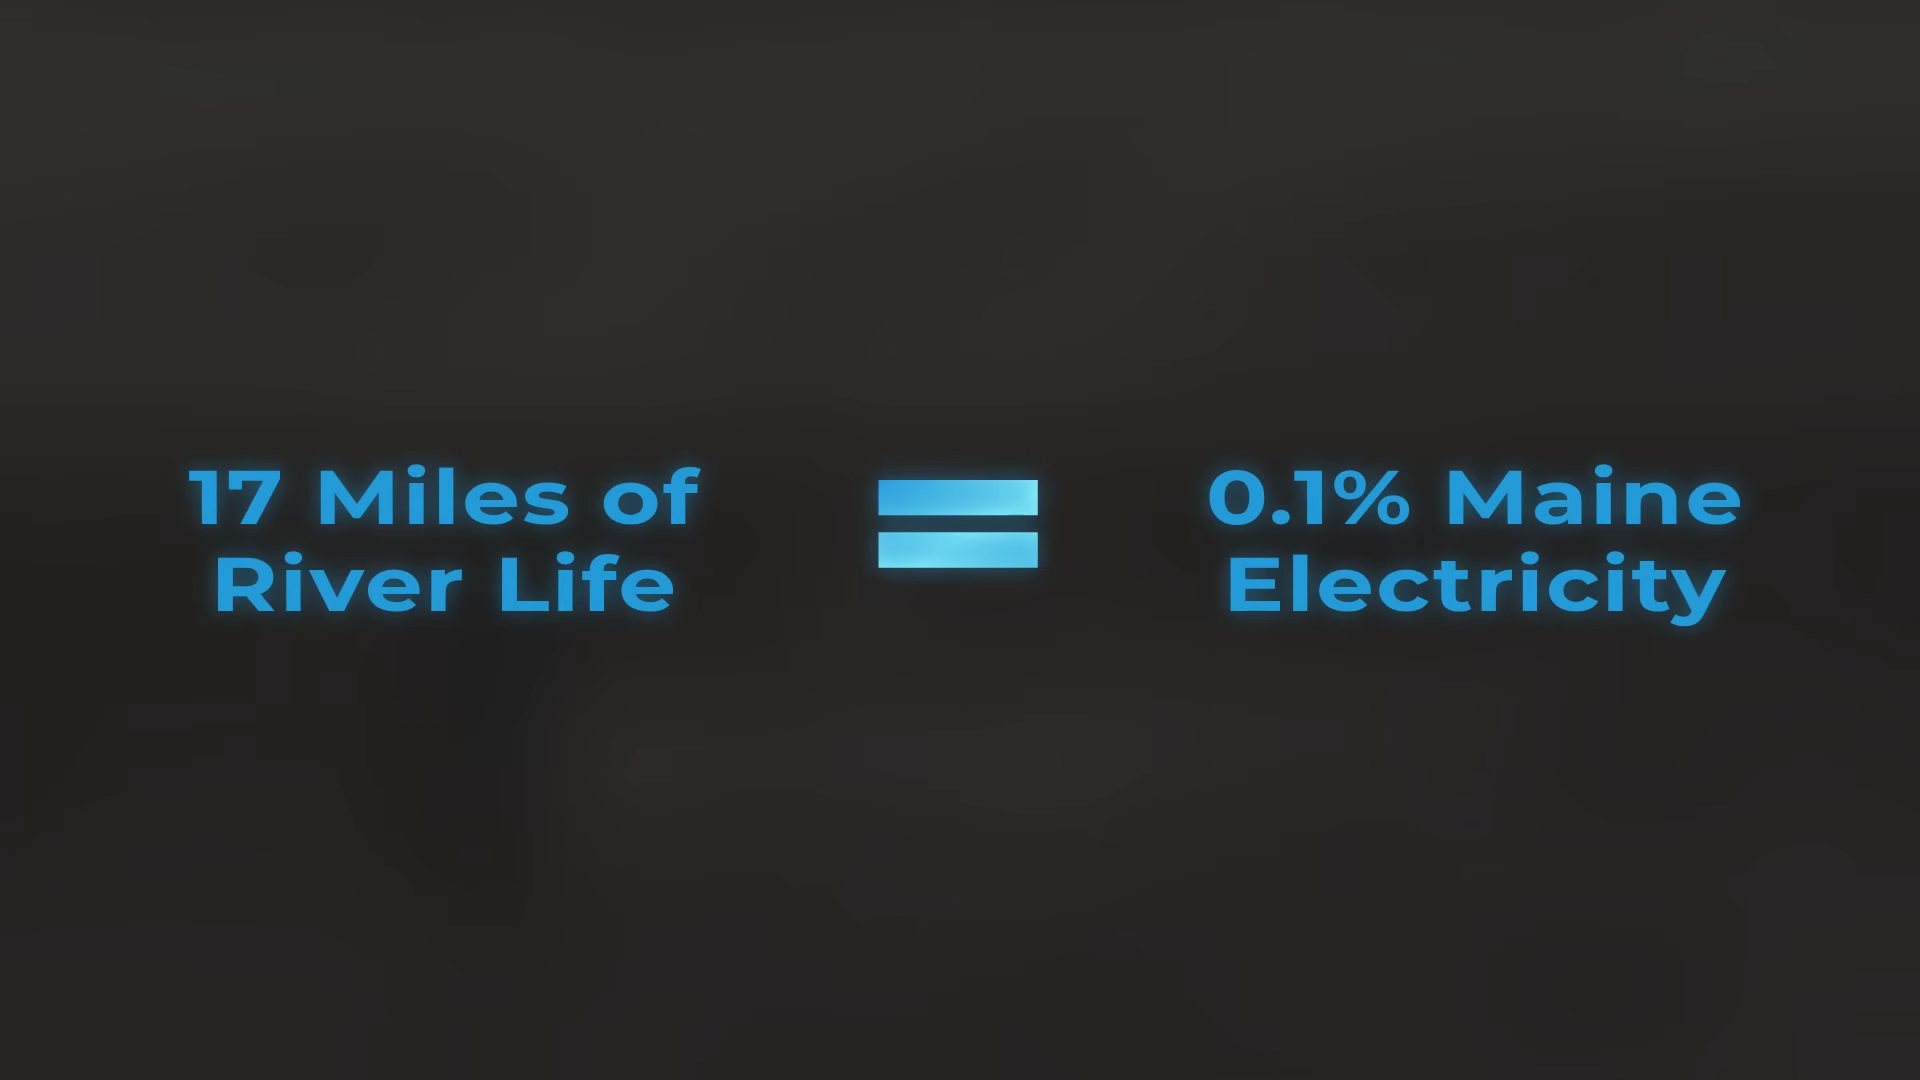 17 Miles of
River Life
=
0.1% Maine
Electricity